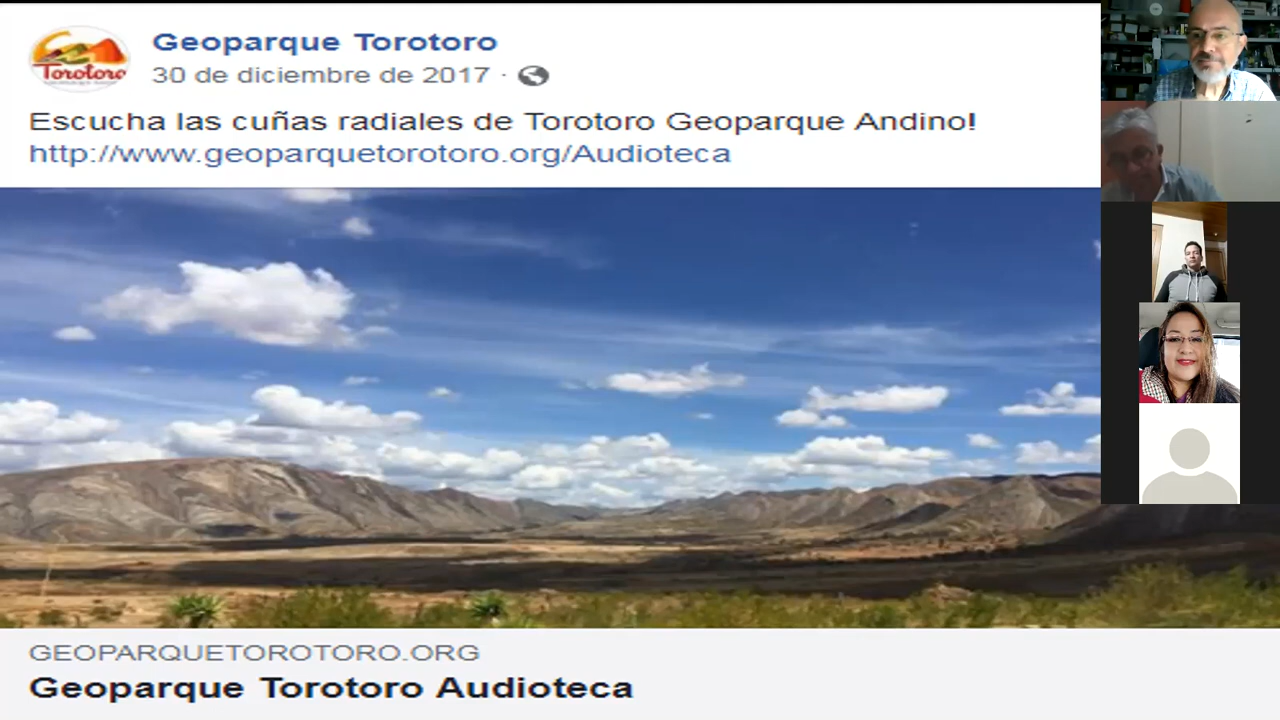 Torotoro
Geoparque Torotoro
30 de diciembre de 2017 ·
Escucha las cuñas radiales de Torotoro Geoparque Andino!
http://www.geoparquetorotoro.org/Audioteca
GEOPARQUETOROTORO.ORG
Geoparque Torotoro Audioteca